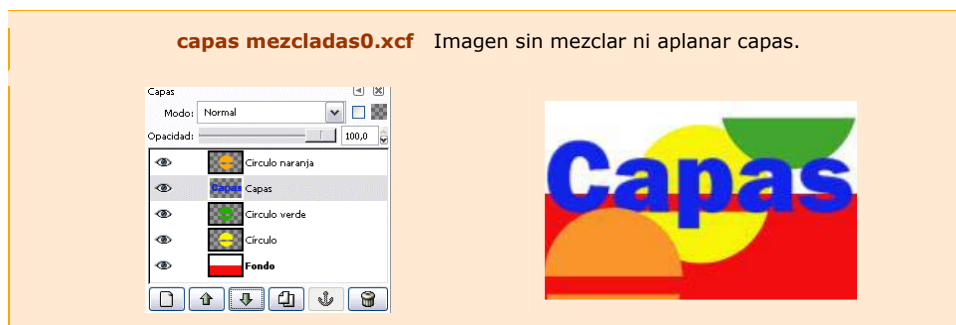 capas mezcladas0.xcf Imagen sin mezclar ni aplanar capas.
Capas
Modo: Normal
Opacidad: 100,0
Circulo naranja
Capas Capas
Circulo verde
Círculo
Fondo
Capas